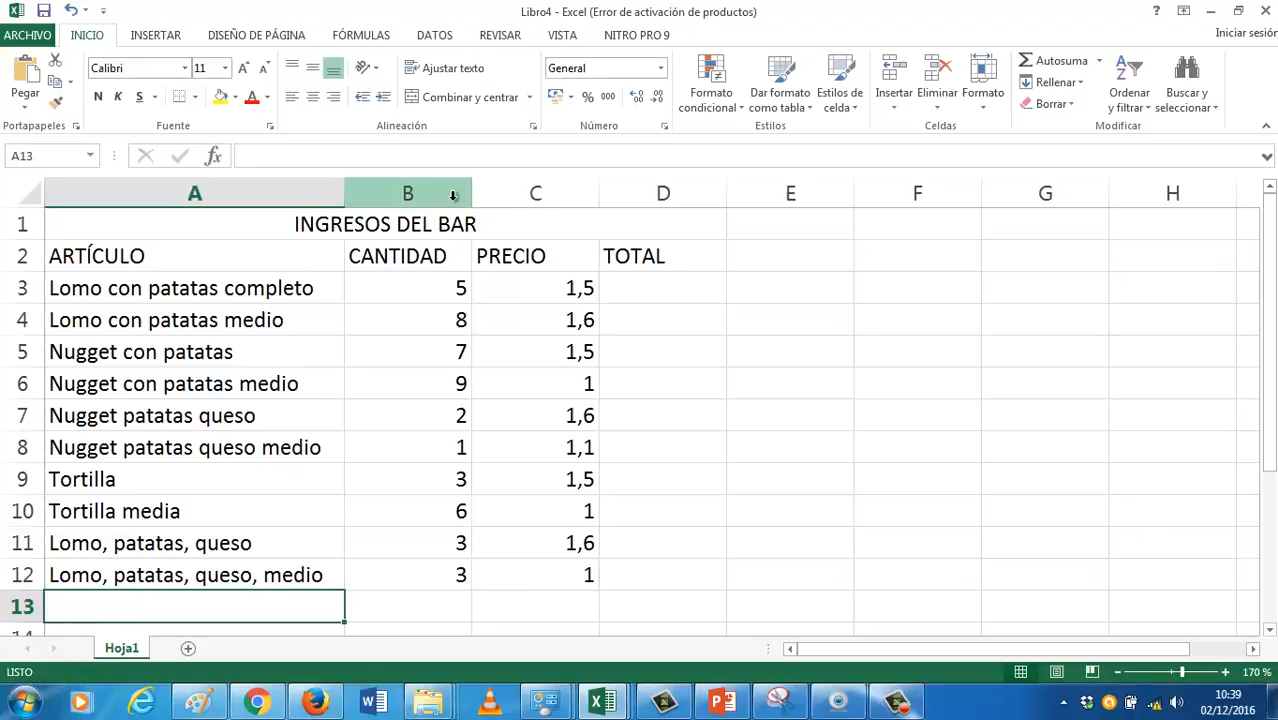 Libro4 - Excel (Error de activación de productos)
ARCHIVO INICIO INSERTAR DISEÑO DE PÁGINA FÓRMULAS DATOS REVISAR VISTA NITRO PRO 9 Iniciar sesión
Pegar
Calibri 11
N K S
Ajustar texto
Combinar y centrar
General
% 000
Formato condicional
Dar formato como tabla
Estilos de celda
Insertar Eliminar Formato
Autosuma
Rellenar
Borrar
Ordenar y filtrar
Buscar y seleccionar
Portapapeles Fuente Alineación Número Estilos Celdas Modificar
A13 fx
A B C D E F G H
1 INGRESOS DEL BAR
2 ARTÍCULO CANTIDAD PRECIO TOTAL
3 Lomo con patatas completo 5 1,5
4 Lomo con patatas medio 8 1,6
5 Nugget con patatas 7 1,5
6 Nugget con patatas medio 9 1
7 Nugget patatas queso 2 1,6
8 Nugget patatas queso medio 1 1,1
9 Tortilla 3 1,5
10 Tortilla media 6 1
11 Lomo, patatas, queso 3 1,6
12 Lomo, patatas, queso, medio 3 1
13
14
Hoja1
LISTO 170 %
10:39
02/12/2016